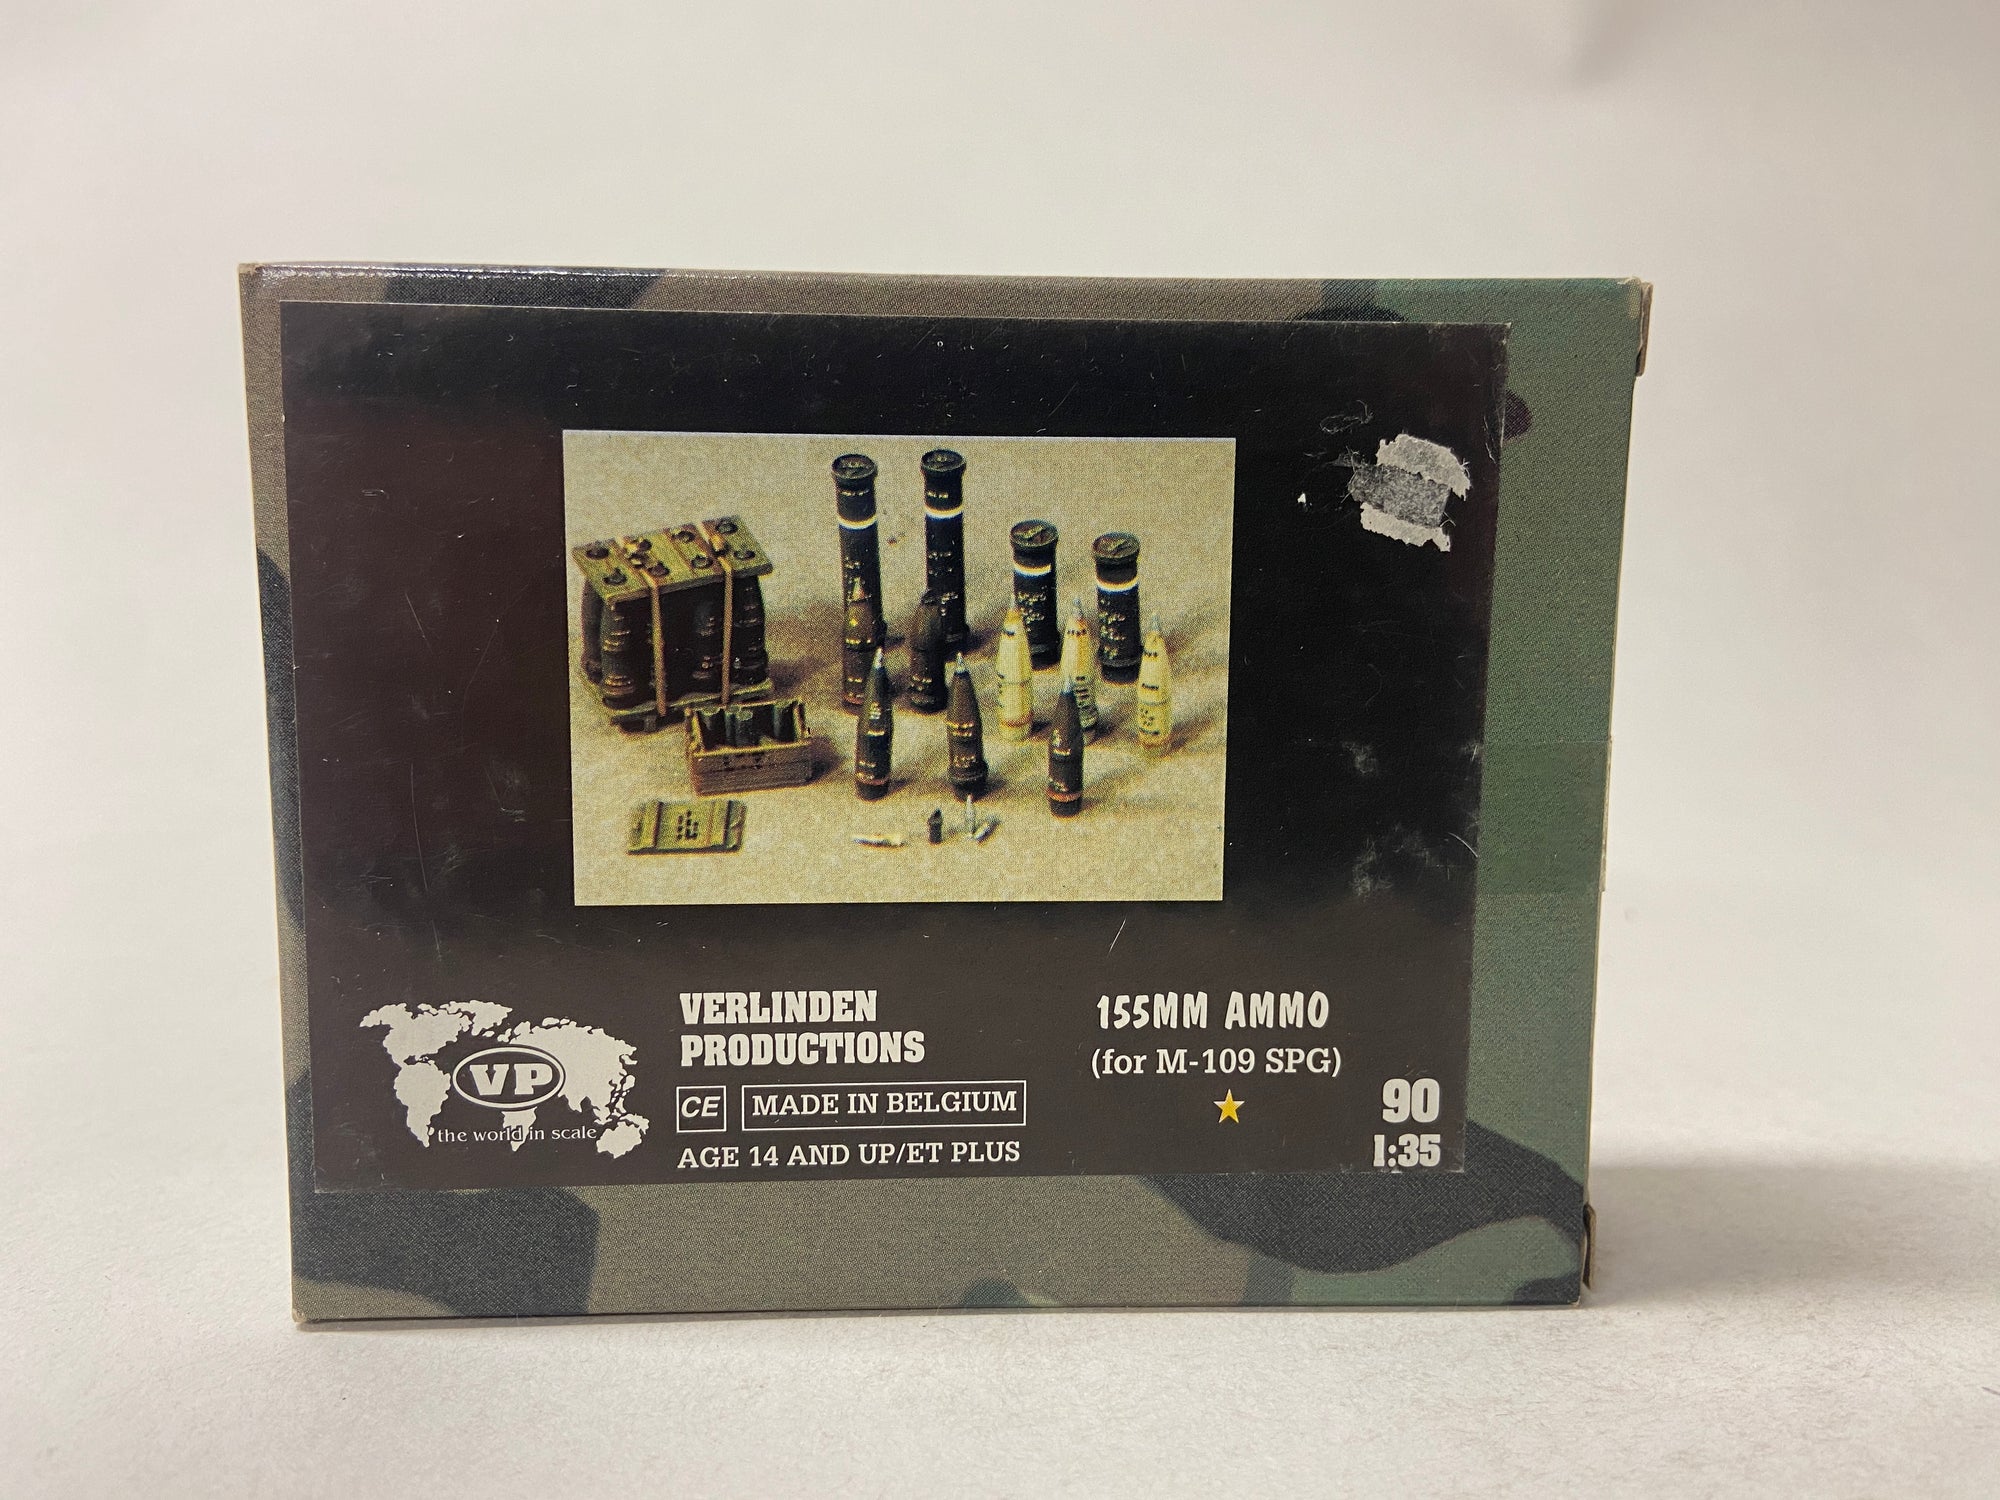 VERLINDEN
PRODUCTIONS
CE MADE IN BELGIUM
AGE 14 AND UP/ET PLUS
VP
the world in scale
155MM AMMO
(for M-109 SPG)
90
1:35